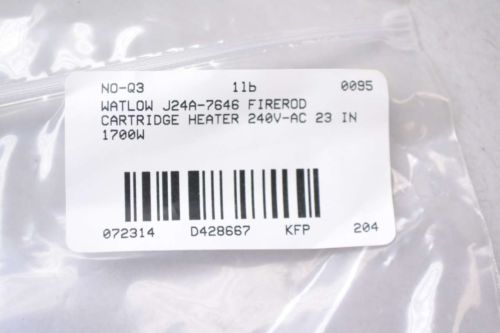 NO-Q3 1lb 0095
WATLOW J24A-7646 FIREROD
CARTRIDGE HEATER 240V-AC 23 IN
1700W
072314 D428667 KFP 204